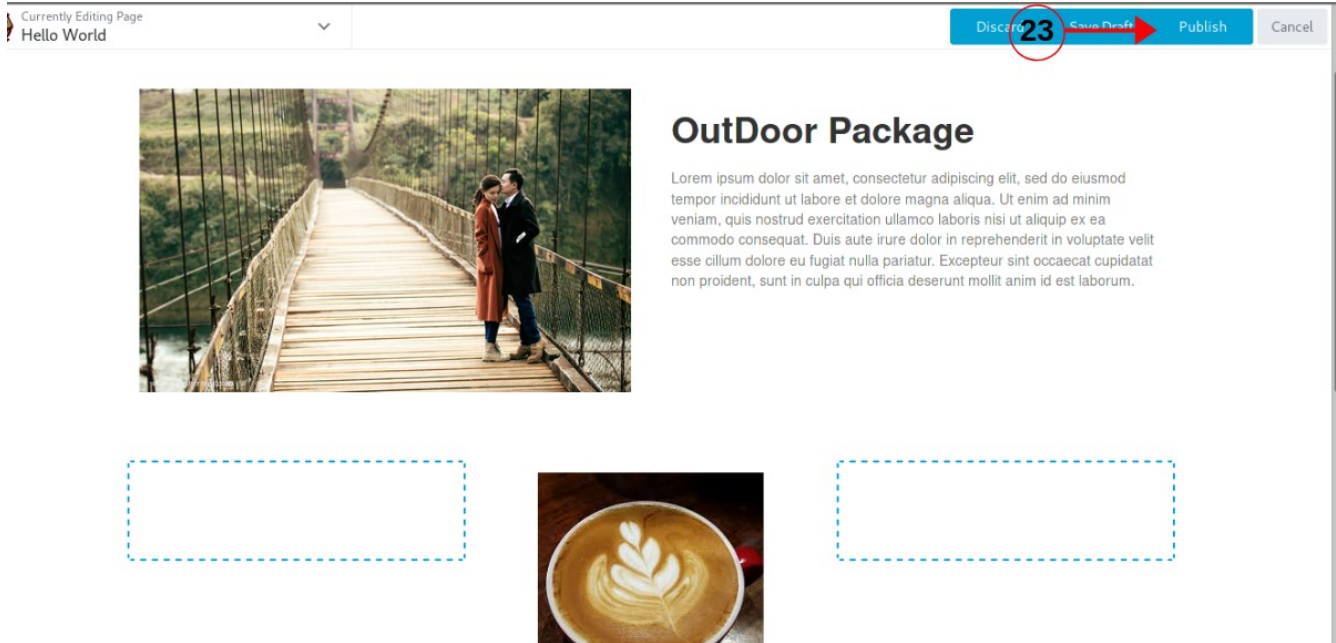 Currently Editing Page
Hello World
Discard
23
Save Draft
Publish
Cancel
OutDoor Package
Lorem ipsum dolor sit amet, consectetur adipiscing elit, sed do eiusmod
tempor incididunt ut labore et dolore magna aliqua. Ut enim ad minim
veniam, quis nostrud exercitation ullamco laboris nisi ut aliquip ex ea
commodo consequat. Duis aute irure dolor in reprehenderit in voluptate velit
esse cillum dolore eu fugiat nulla pariatur. Excepteur sint occaecat cupidatat
non proident, sunt in culpa qui officia deserunt mollit anim id est laborum.